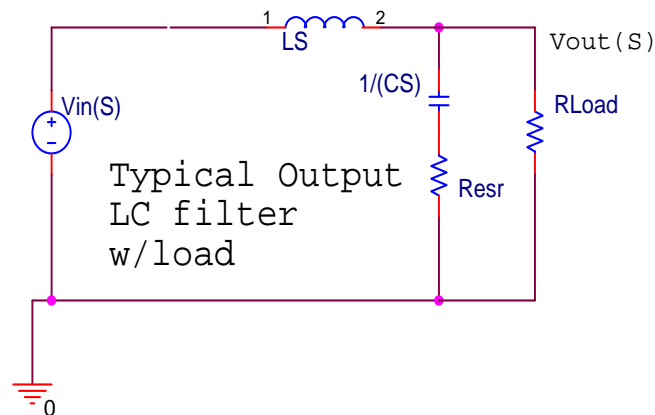 1
2
LS
Vout(S)
1/(CS)
Vin(S)
RLoad
Resr
Typical Output
LC filter
w/load
0